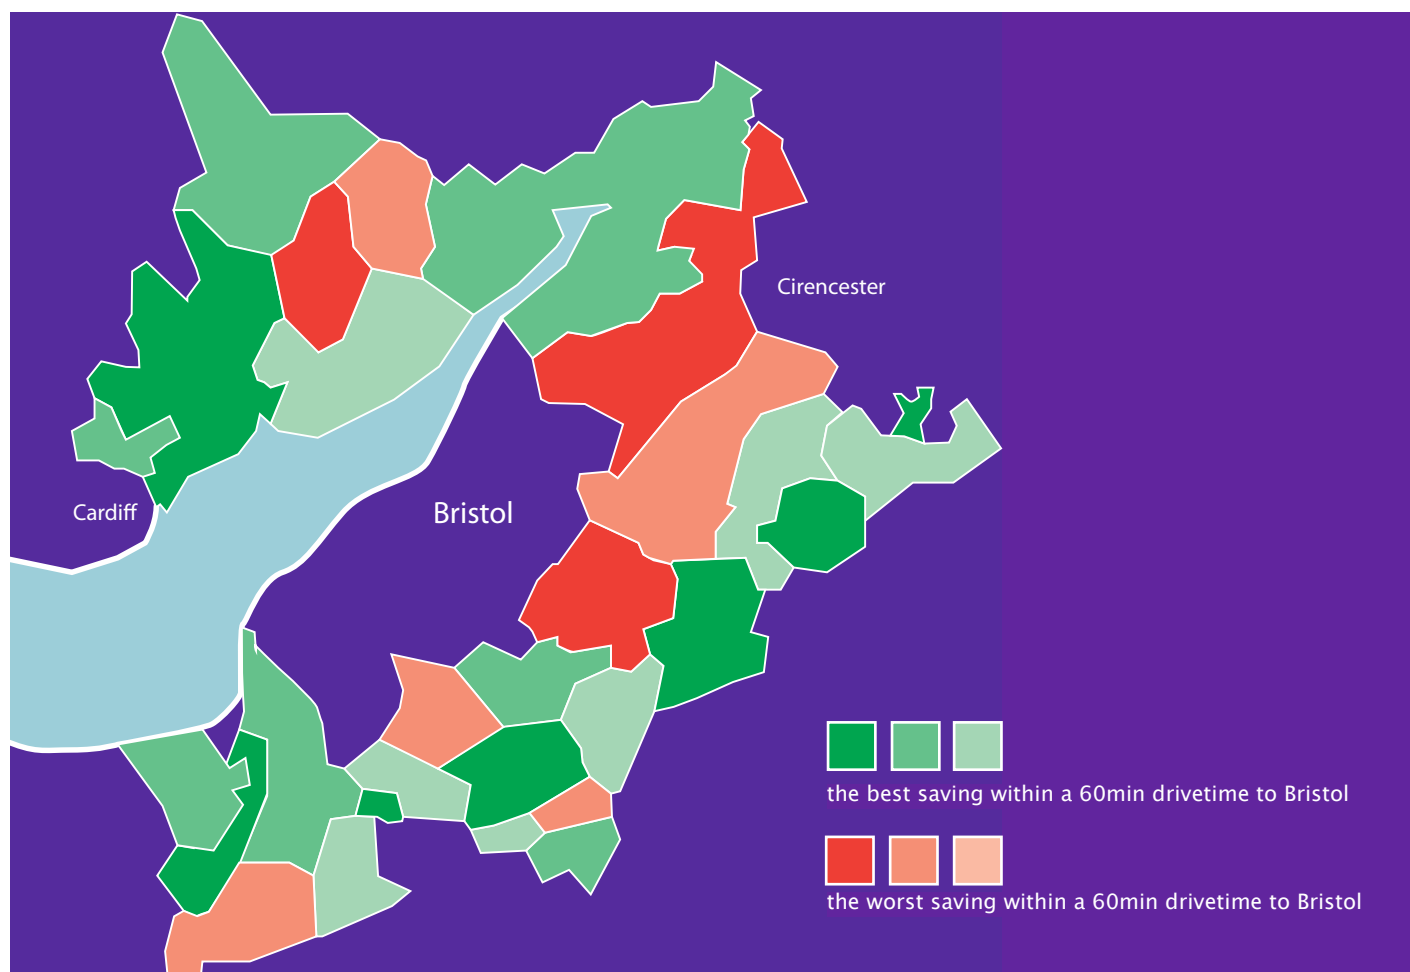 Cirencester
Cardiff
Bristol
the best saving within a 60min drivetime to Bristol
the worst saving within a 60min drivetime to Bristol